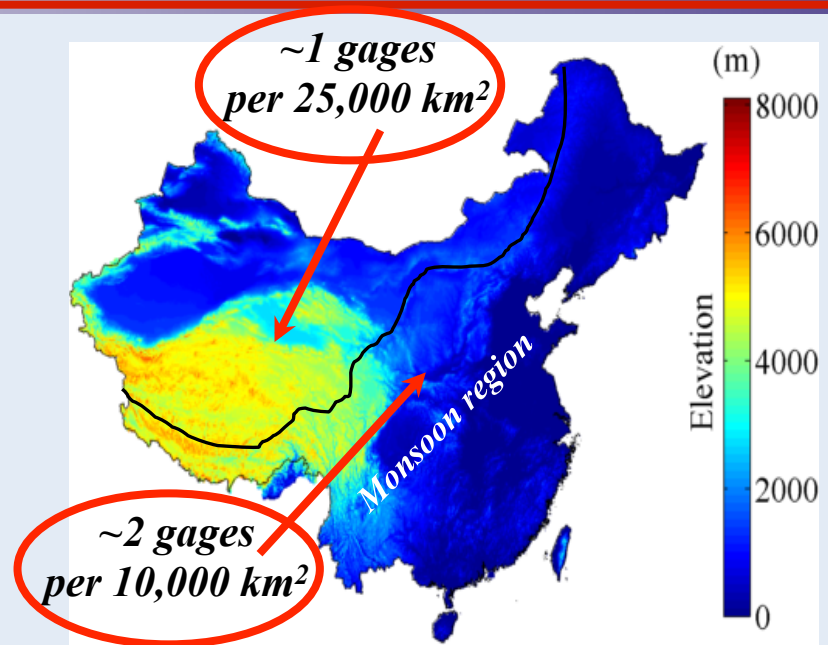 ~1 gages
per 25,000 km²
(m)
8000
6000
4000
2000
0
Elevation
Monsoon region
~2 gages
per 10,000 km²